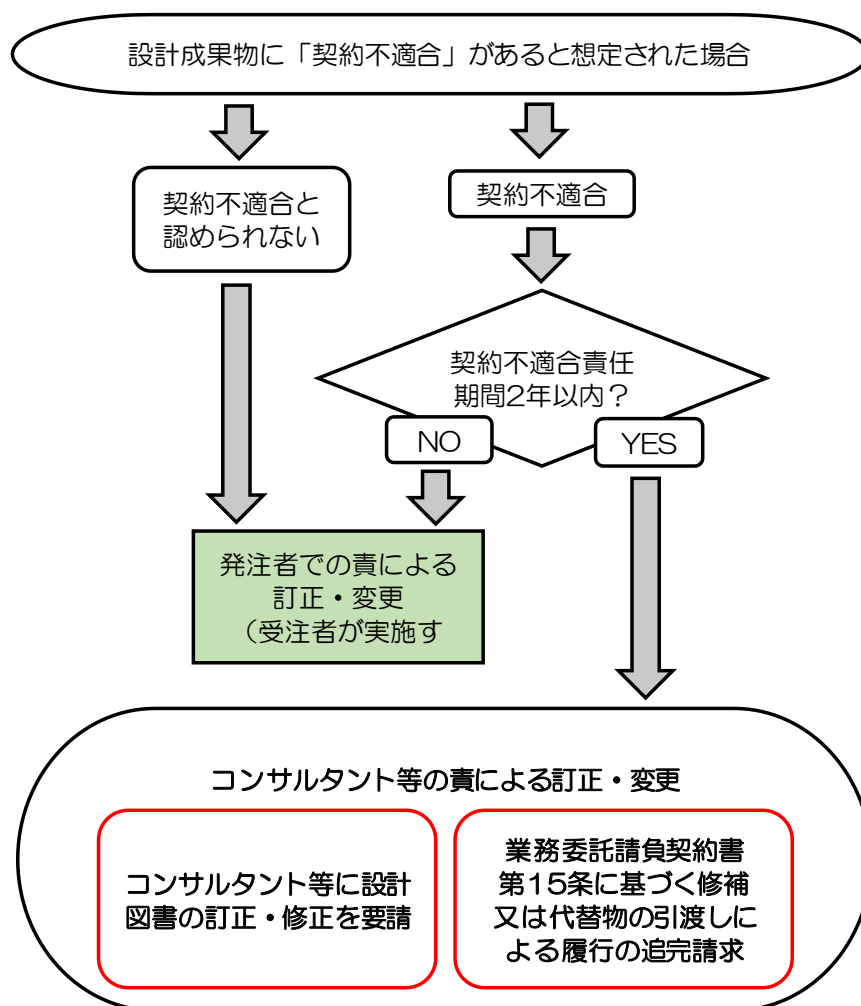 設計成果物に「契約不適合」があると想定された場合
契約不適合と
認められない
契約不適合
契約不適合責任
期間2年以内？
NO
YES
発注者での責による
訂正・変更
（受注者が実施す
コンサルタント等の責による訂正・変更
コンサルタント等に設計
図書の訂正・修正を要請
業務委託請負契約書
第15条に基づく修補
又は代替物の引渡しに
よる履行の追完請求